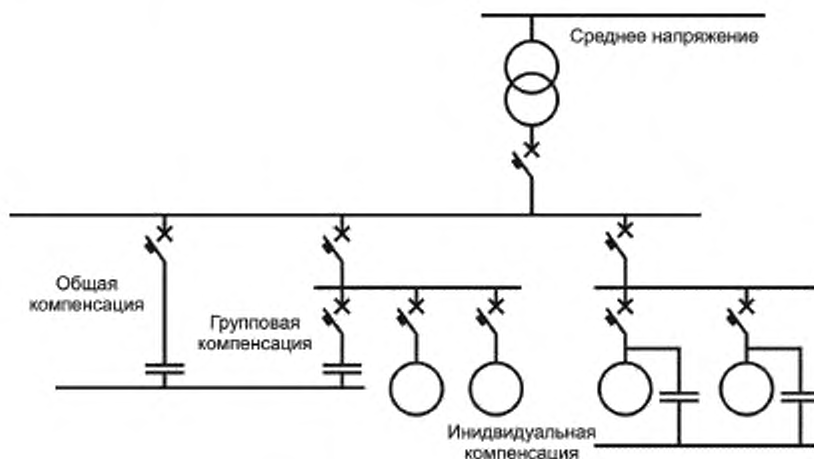 Среднее напряжение
Общая
компенсация
Групповая
компенсация
Инидвидуальная
компенсация